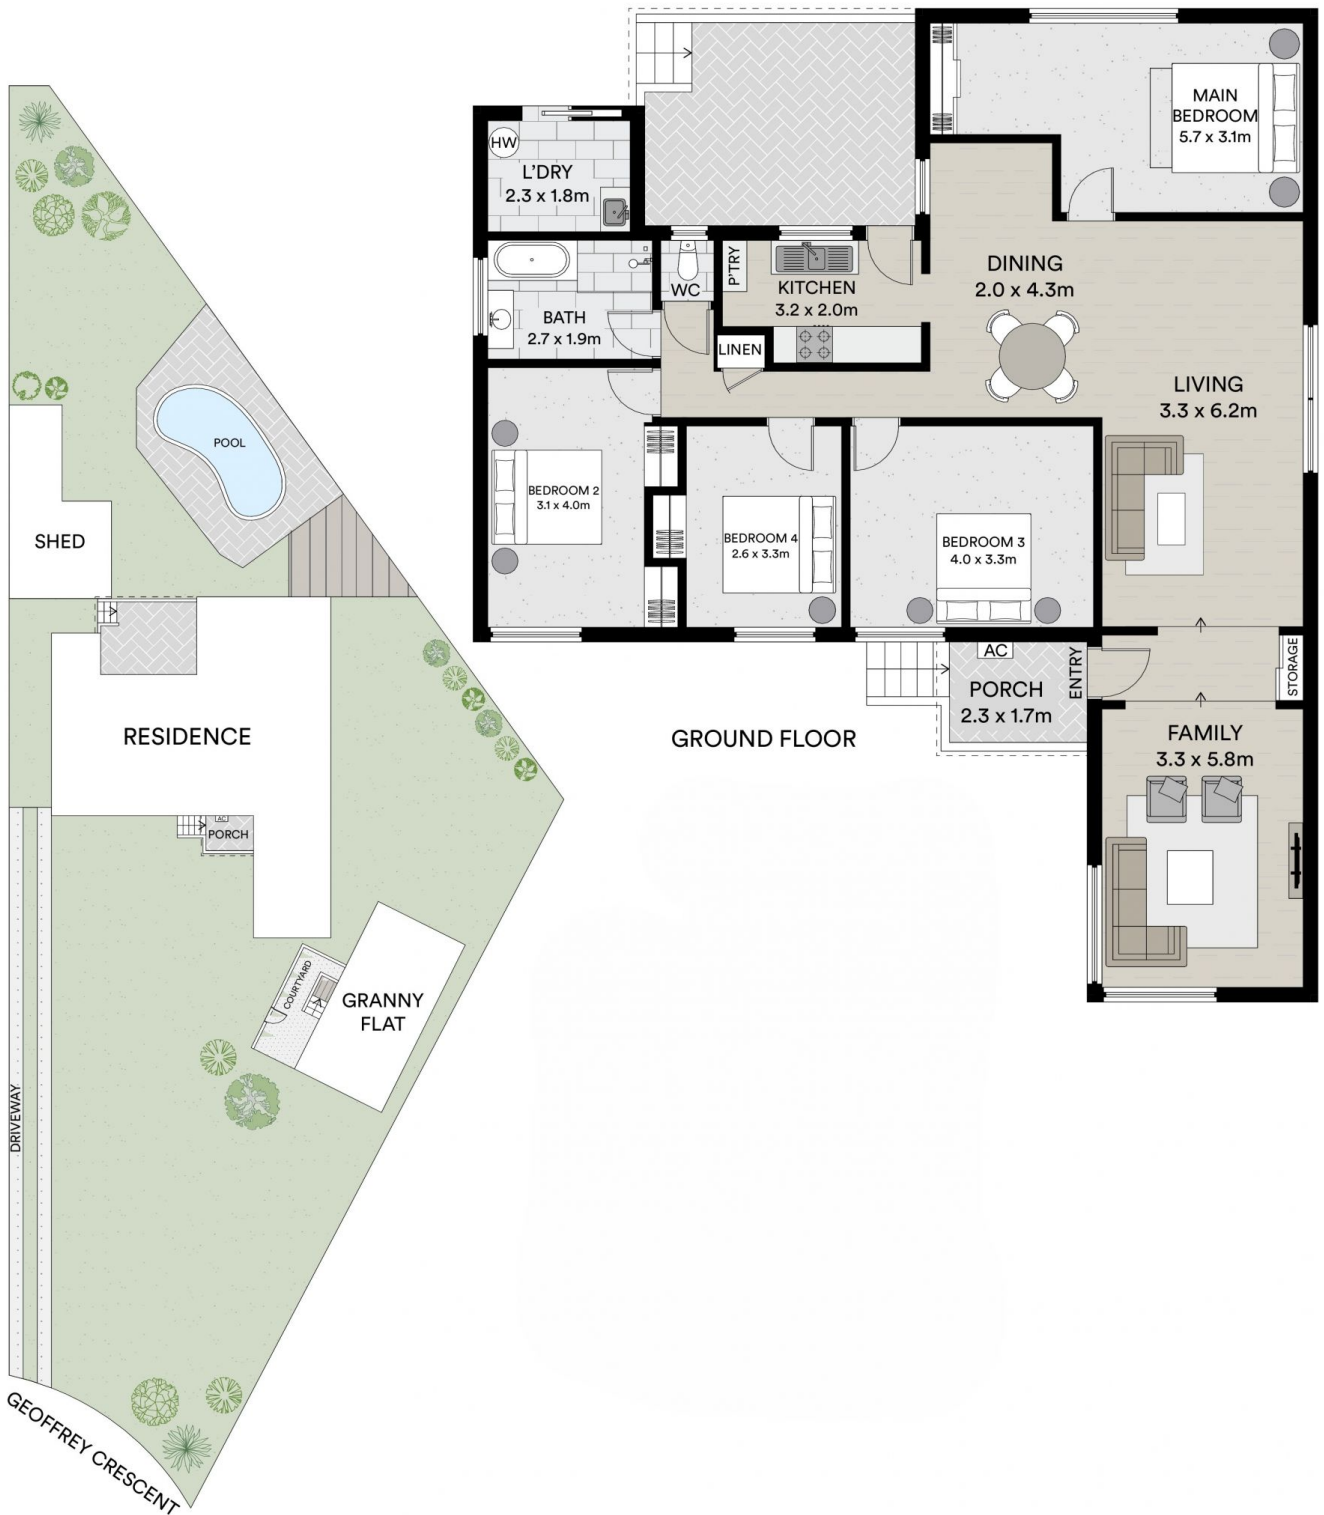 MAIN
BEDROOM
5.7 x 3.1m
HW
L'DRY
2.3 x 1.8m
P'TRY
WC
KITCHEN
3.2 x 2.0m
DINING
2.0 x 4.3m
BATH
2.7 x 1.9m
LINEN
LIVING
3.3 x 6.2m
BEDROOM 2
3.1 x 4.0m
BEDROOM 4
2.6 x 3.3m
BEDROOM 3
4.0 x 3.3m
AC
PORCH
2.3 x 1.7m
ENTRY
STORAGE
FAMILY
3.3 x 5.8m
GROUND FLOOR
POOL
SHED
RESIDENCE
AC
PORCH
COURTYARD
GRANNY
FLAT
DRIVEWAY
GEOFFREY CRESCENT